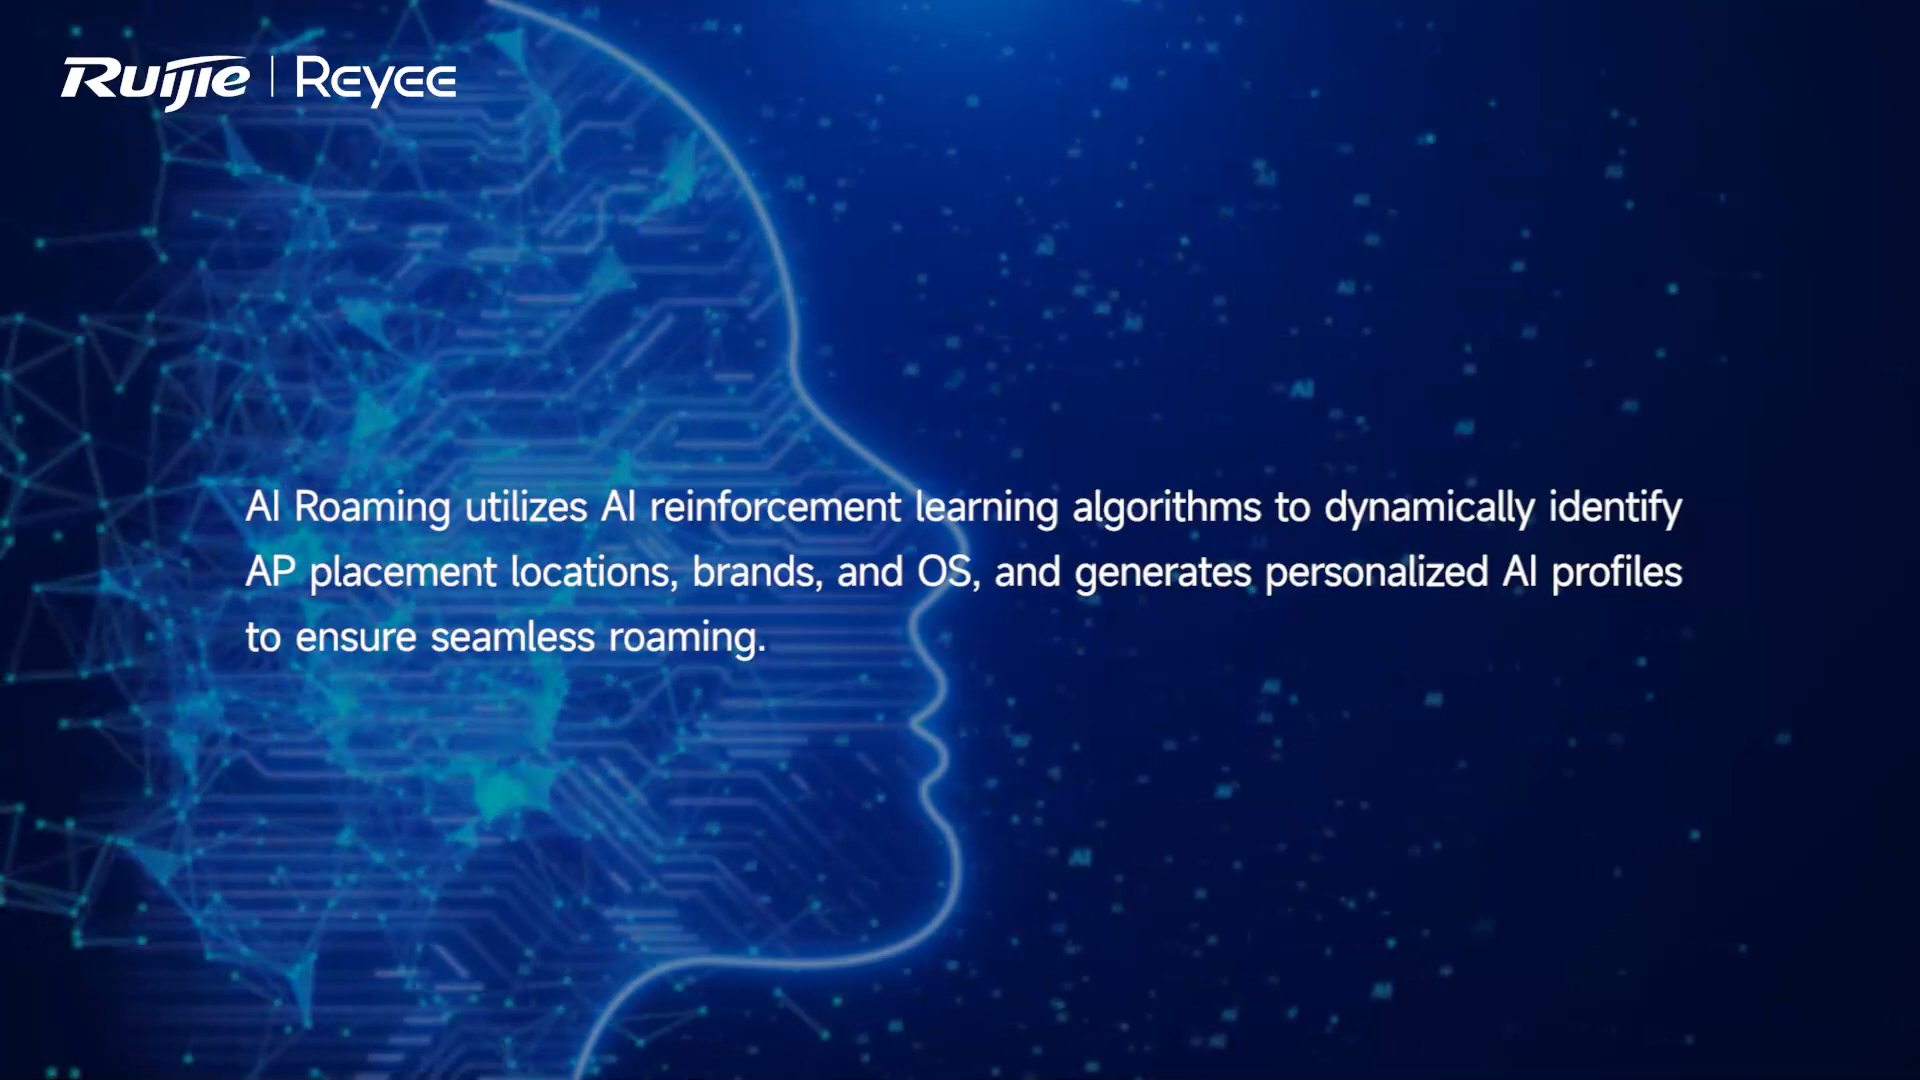 Ruijie | Reyee
AI Roaming utilizes AI reinforcement learning algorithms to dynamically identify
AP placement locations, brands, and OS, and generates personalized AI profiles
to ensure seamless roaming.